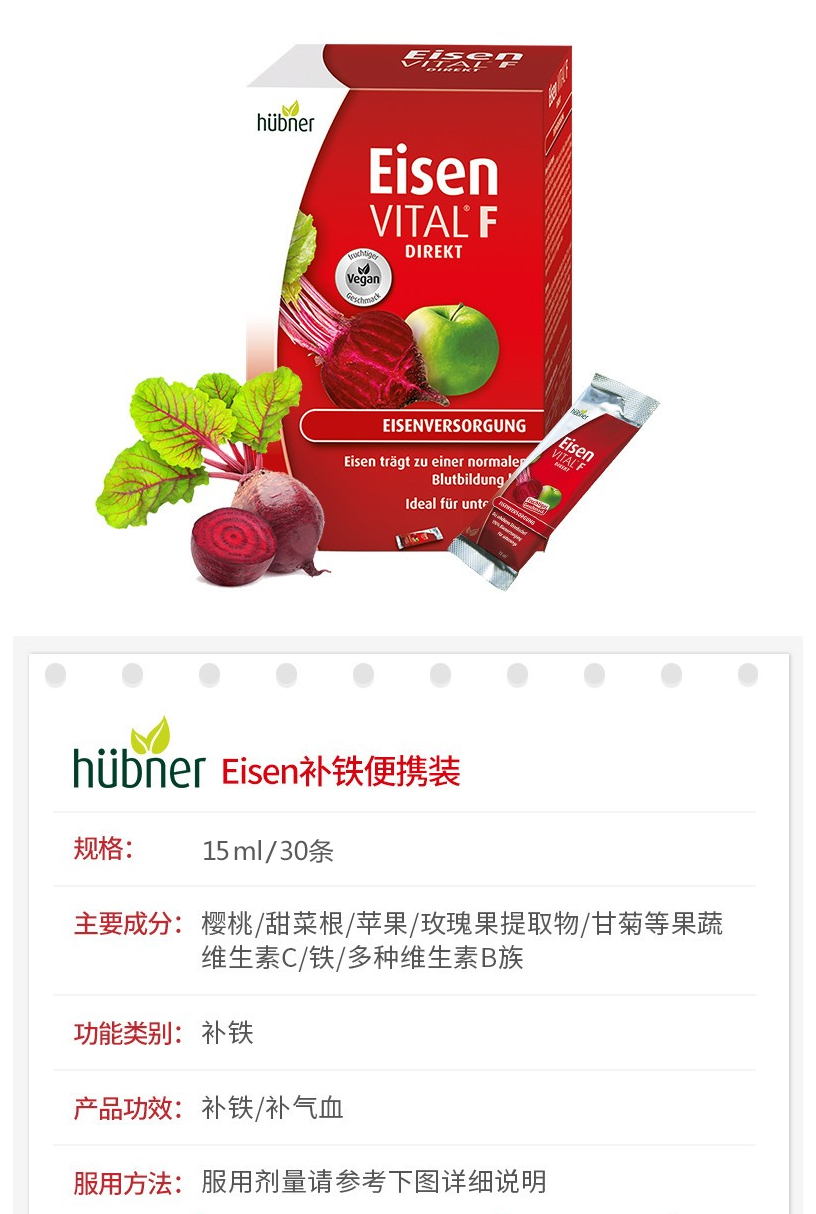 Eisen
VITAL F
DIREKT
hübner
Eisen
VITAL® F
DIREKT
fruchtiger
Vegan
Geschmack
EISENVERSORGUNG
Eisen trägt zu einer normalen
Blutbildung
Ideal für unte
hübner
Eisen
VITAL F
DIREKT
EISENVERSORGUNG
hübner Eisen补铁便携装
规格： 15ml/30条
主要成分： 樱桃/甜菜根/苹果/玫瑰果提取物/甘菊等果蔬
维生素C/铁/多种维生素B族
功能类别： 补铁
产品功效： 补铁/补气血
服用方法： 服用剂量请参考下图详细说明